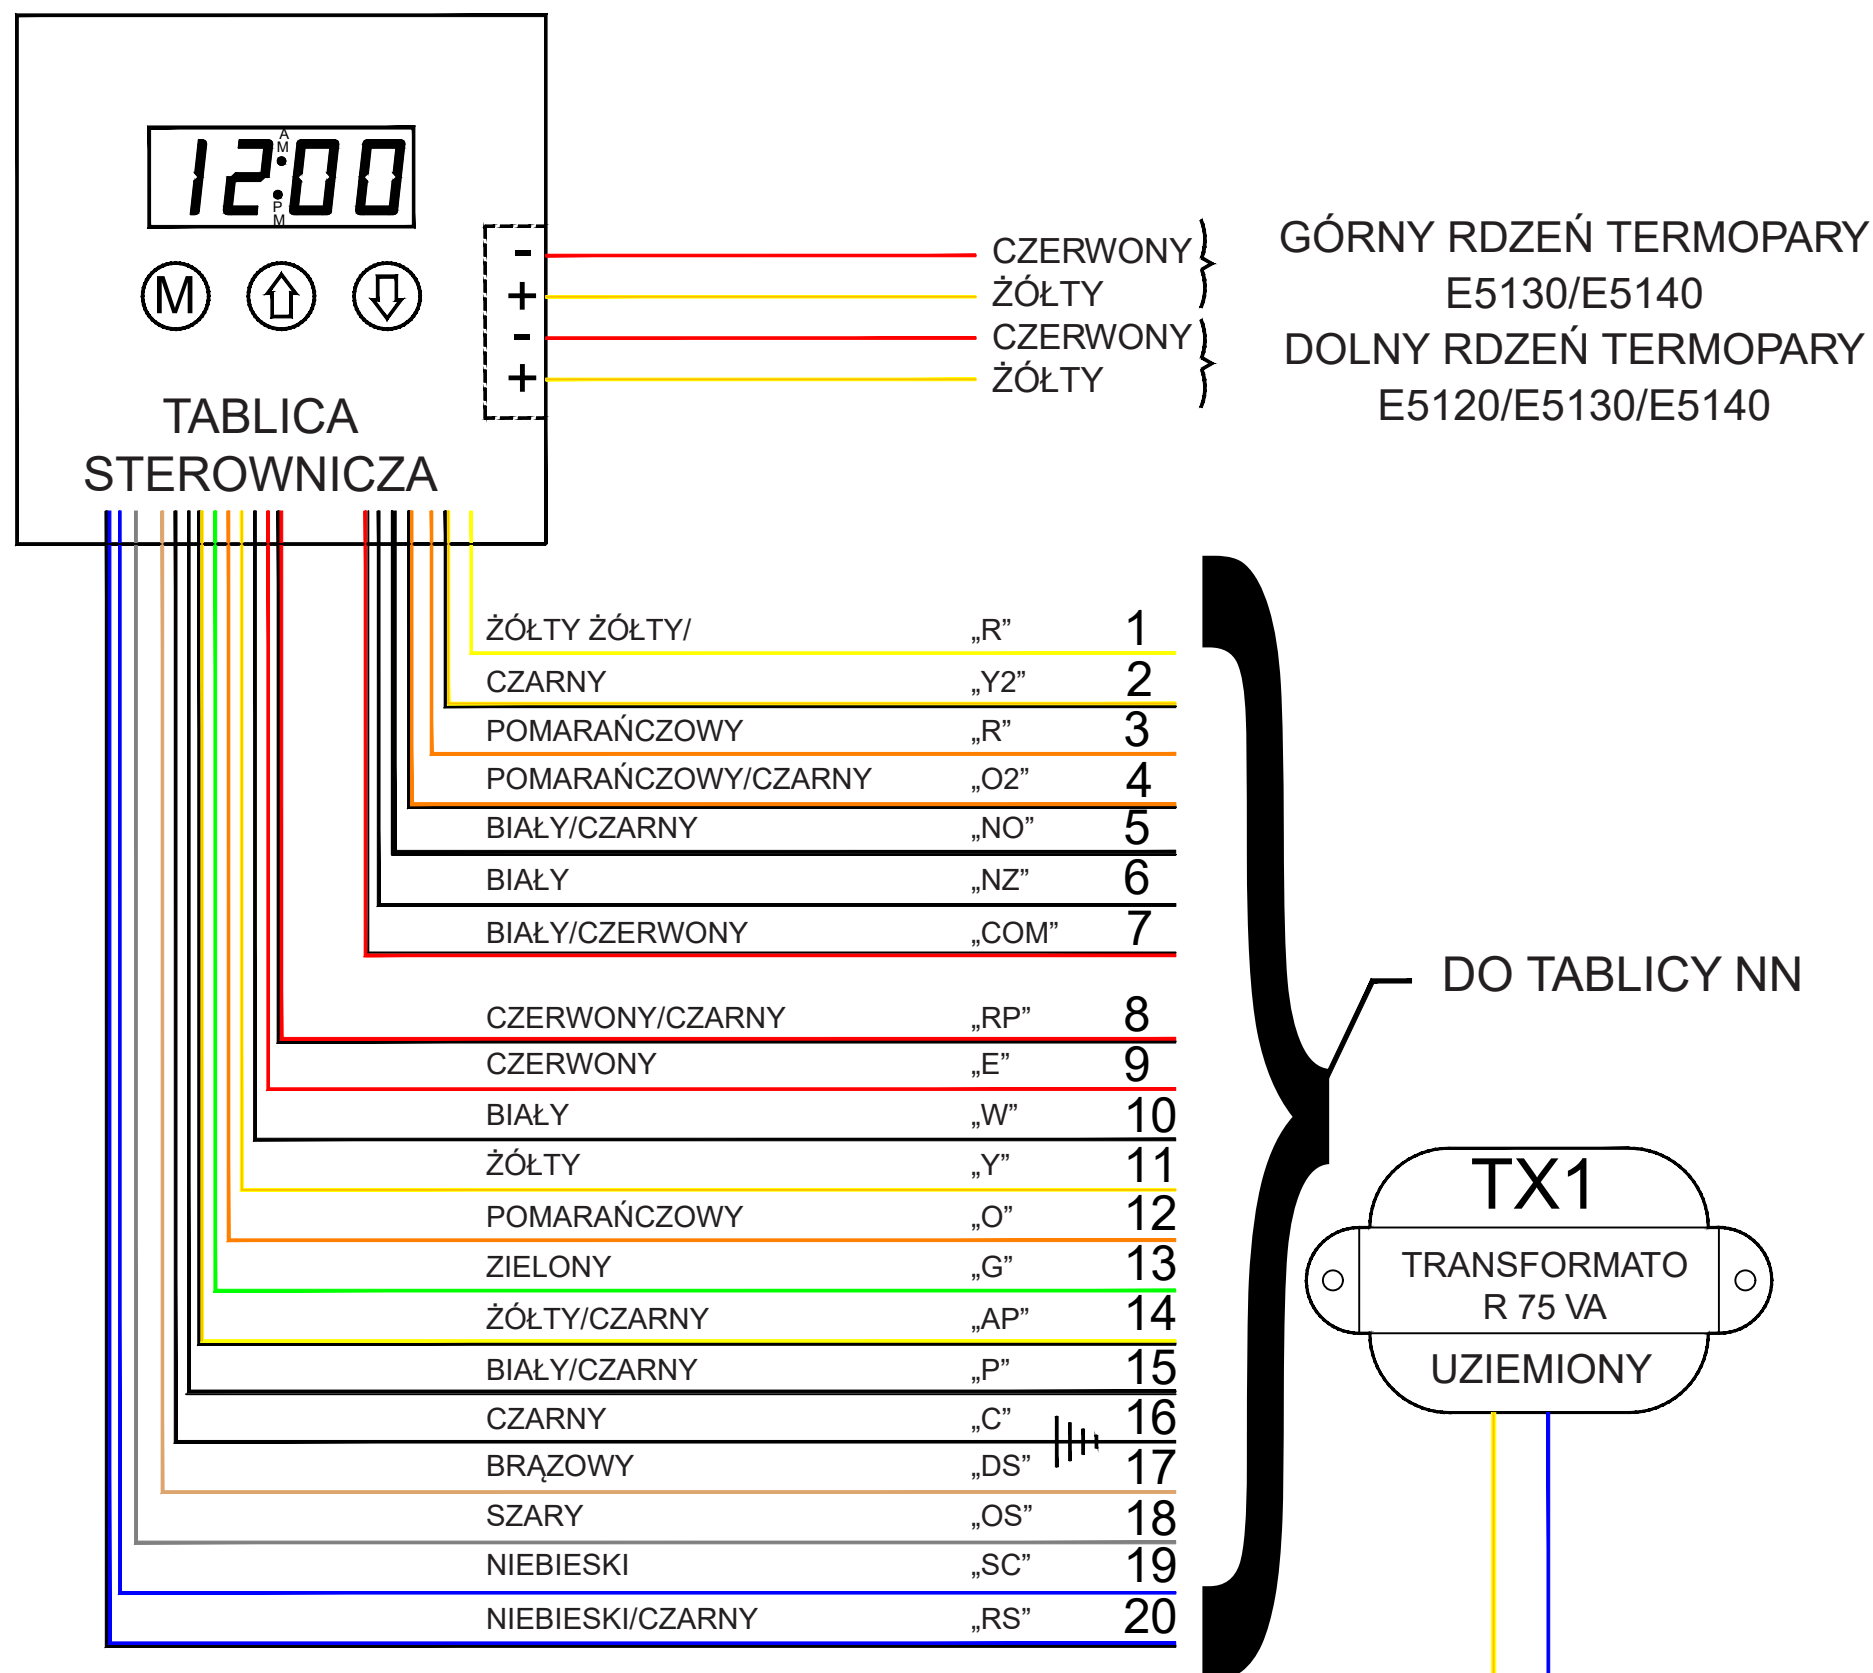 12:00
AM
PM
M
-
+
-
+
TABLICA
STEROWNICZA
CZERWONY
ŻÓŁTY
CZERWONY
ŻÓŁTY
GÓRNY RDZEŃ TERMOPARY
E5130/E5140
DOLNY RDZEŃ TERMOPARY
E5120/E5130/E5140
ŻÓŁTY ŻÓŁTY/ „R” 1
CZARNY „Y2” 2
POMARAŃCZOWY „R” 3
POMARAŃCZOWY/CZARNY „O2” 4
BIAŁY/CZARNY „NO” 5
BIAŁY „NZ” 6
BIAŁY/CZERWONY „COM” 7
CZERWONY/CZARNY „RP” 8
CZERWONY „E” 9
BIAŁY „W” 10
ŻÓŁTY „Y” 11
POMARAŃCZOWY „O” 12
ZIELONY „G” 13
ŻÓŁTY/CZARNY „AP” 14
BIAŁY/CZARNY „P” 15
CZARNY „C” 16
BRĄZOWY „DS” 17
SZARY „OS” 18
NIEBIESKI „SC” 19
NIEBIESKI/CZARNY „RS” 20
DO TABLICY NN
TX1
TRANSFORMATO
R 75 VA
UZIEMIONY